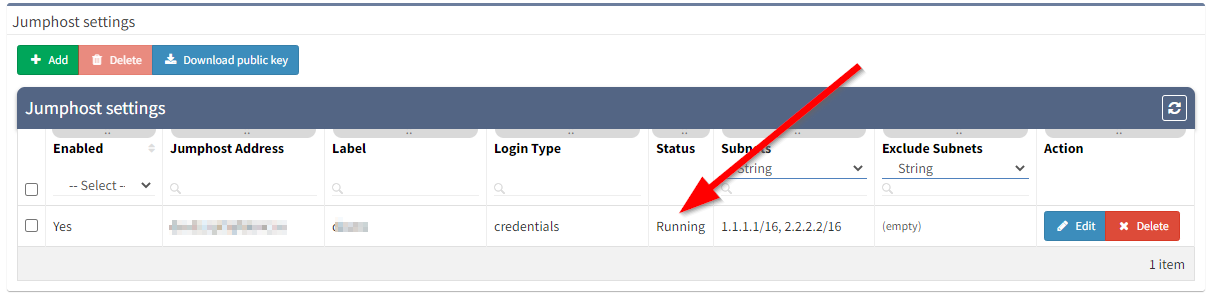 Jumphost settings
Add Delete Download public key
Jumphost settings
Enabled Jumphost Address Label Login Type Status Subnets Exclude Subnets Action
-- Select -- String String
Yes credentials Running 1.1.1.1/16, 2.2.2.2/16 (empty) Edit Delete
1 item